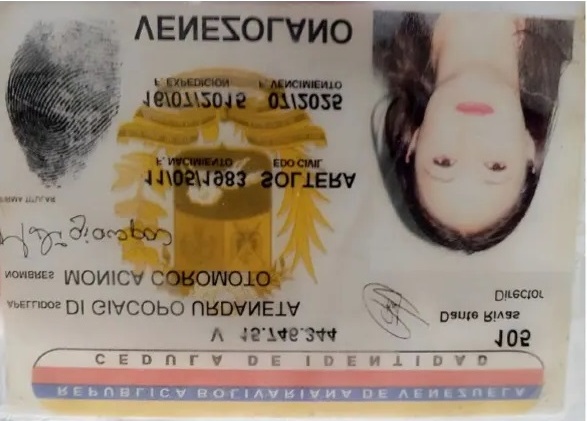 REPUBLICA BOLIVARIANA DE VENEZUELA
CEDULA DE IDENTIDAD
V 15.746.344
105
APELLIDOS DI GIACOPO URDANETA
Dante Rivas
Director
NOMBRES MONICA COROMOTO
FIRMA TITULAR
11/05/1983 SOLTERA
F. NACIMIENTO EDO CIVIL
16/07/2015 07/2025
F. EXPEDICION F. VENCIMIENTO
VENEZOLANO